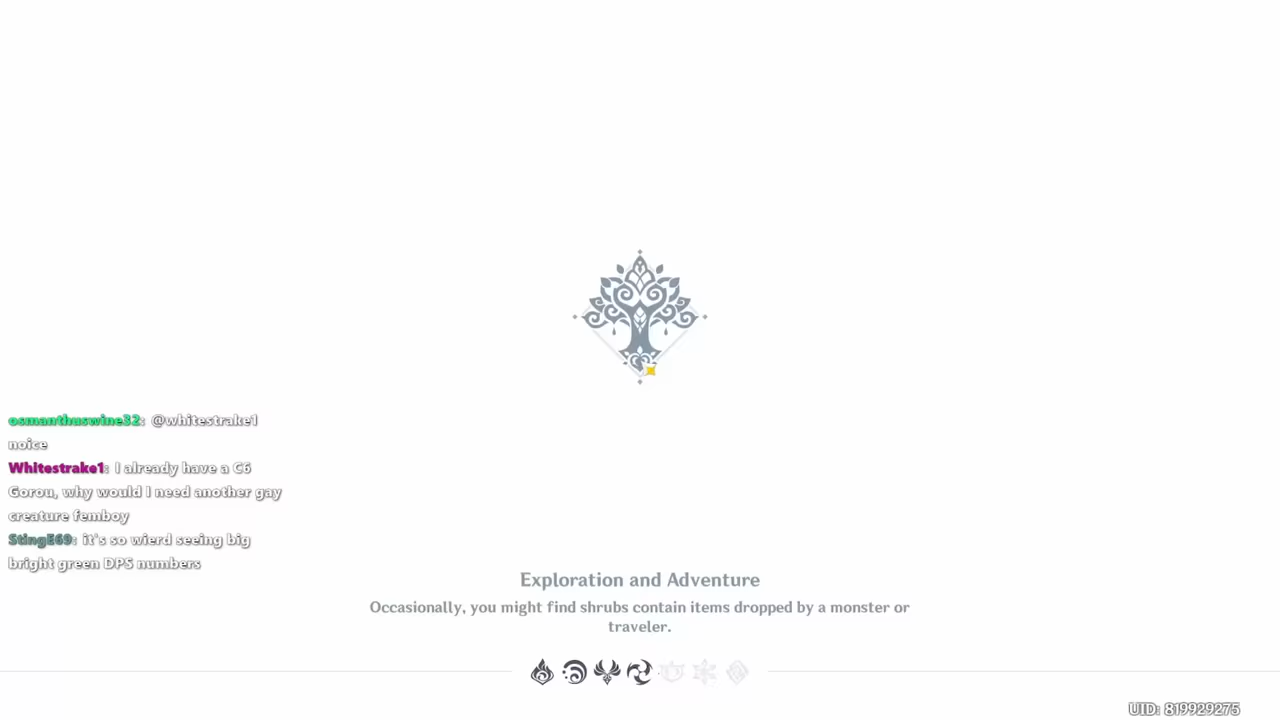 osmanthuswine32: @whitestrake1
noice
Whitestrake1: I already have a C6
Gorou, why would I need another gay
creature femboy
StingE69: it's so wierd seeing big
bright green DPS numbers
Exploration and Adventure
Occasionally, you might find shrubs contain items dropped by a monster or
traveler.
UID: 819929275